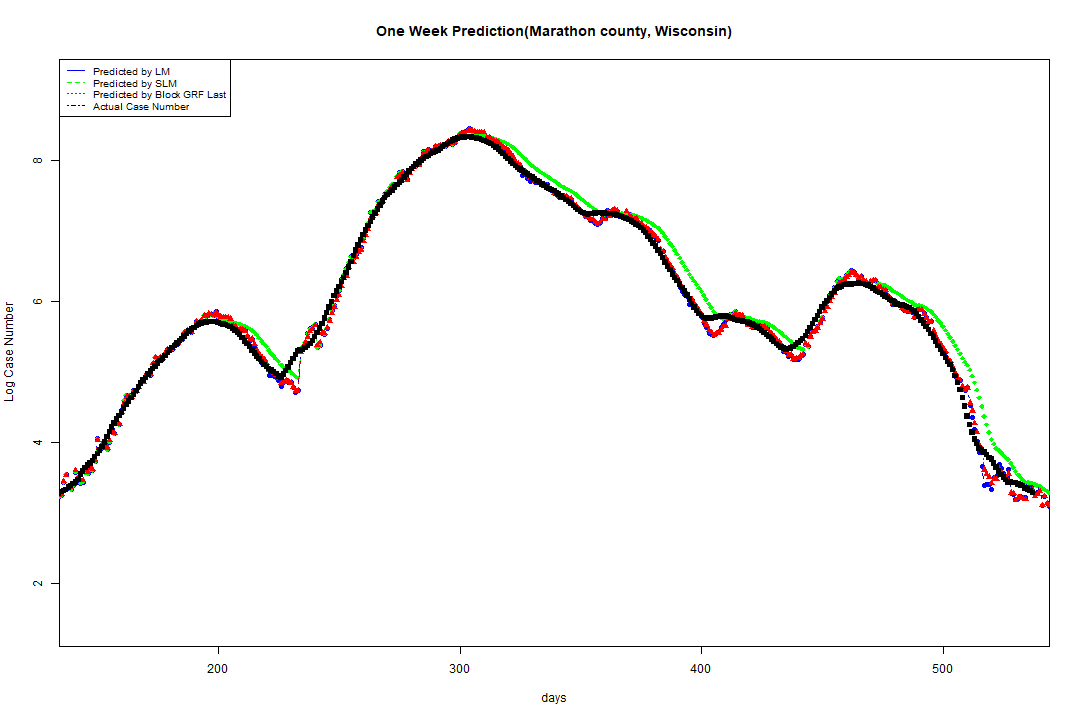 One Week Prediction(Marathon county, Wisconsin)
Predicted by LM
Predicted by SLM
Predicted by Block GRF Last
Actual Case Number
8
6
4
2
Log Case Number
200 300 400 500
days